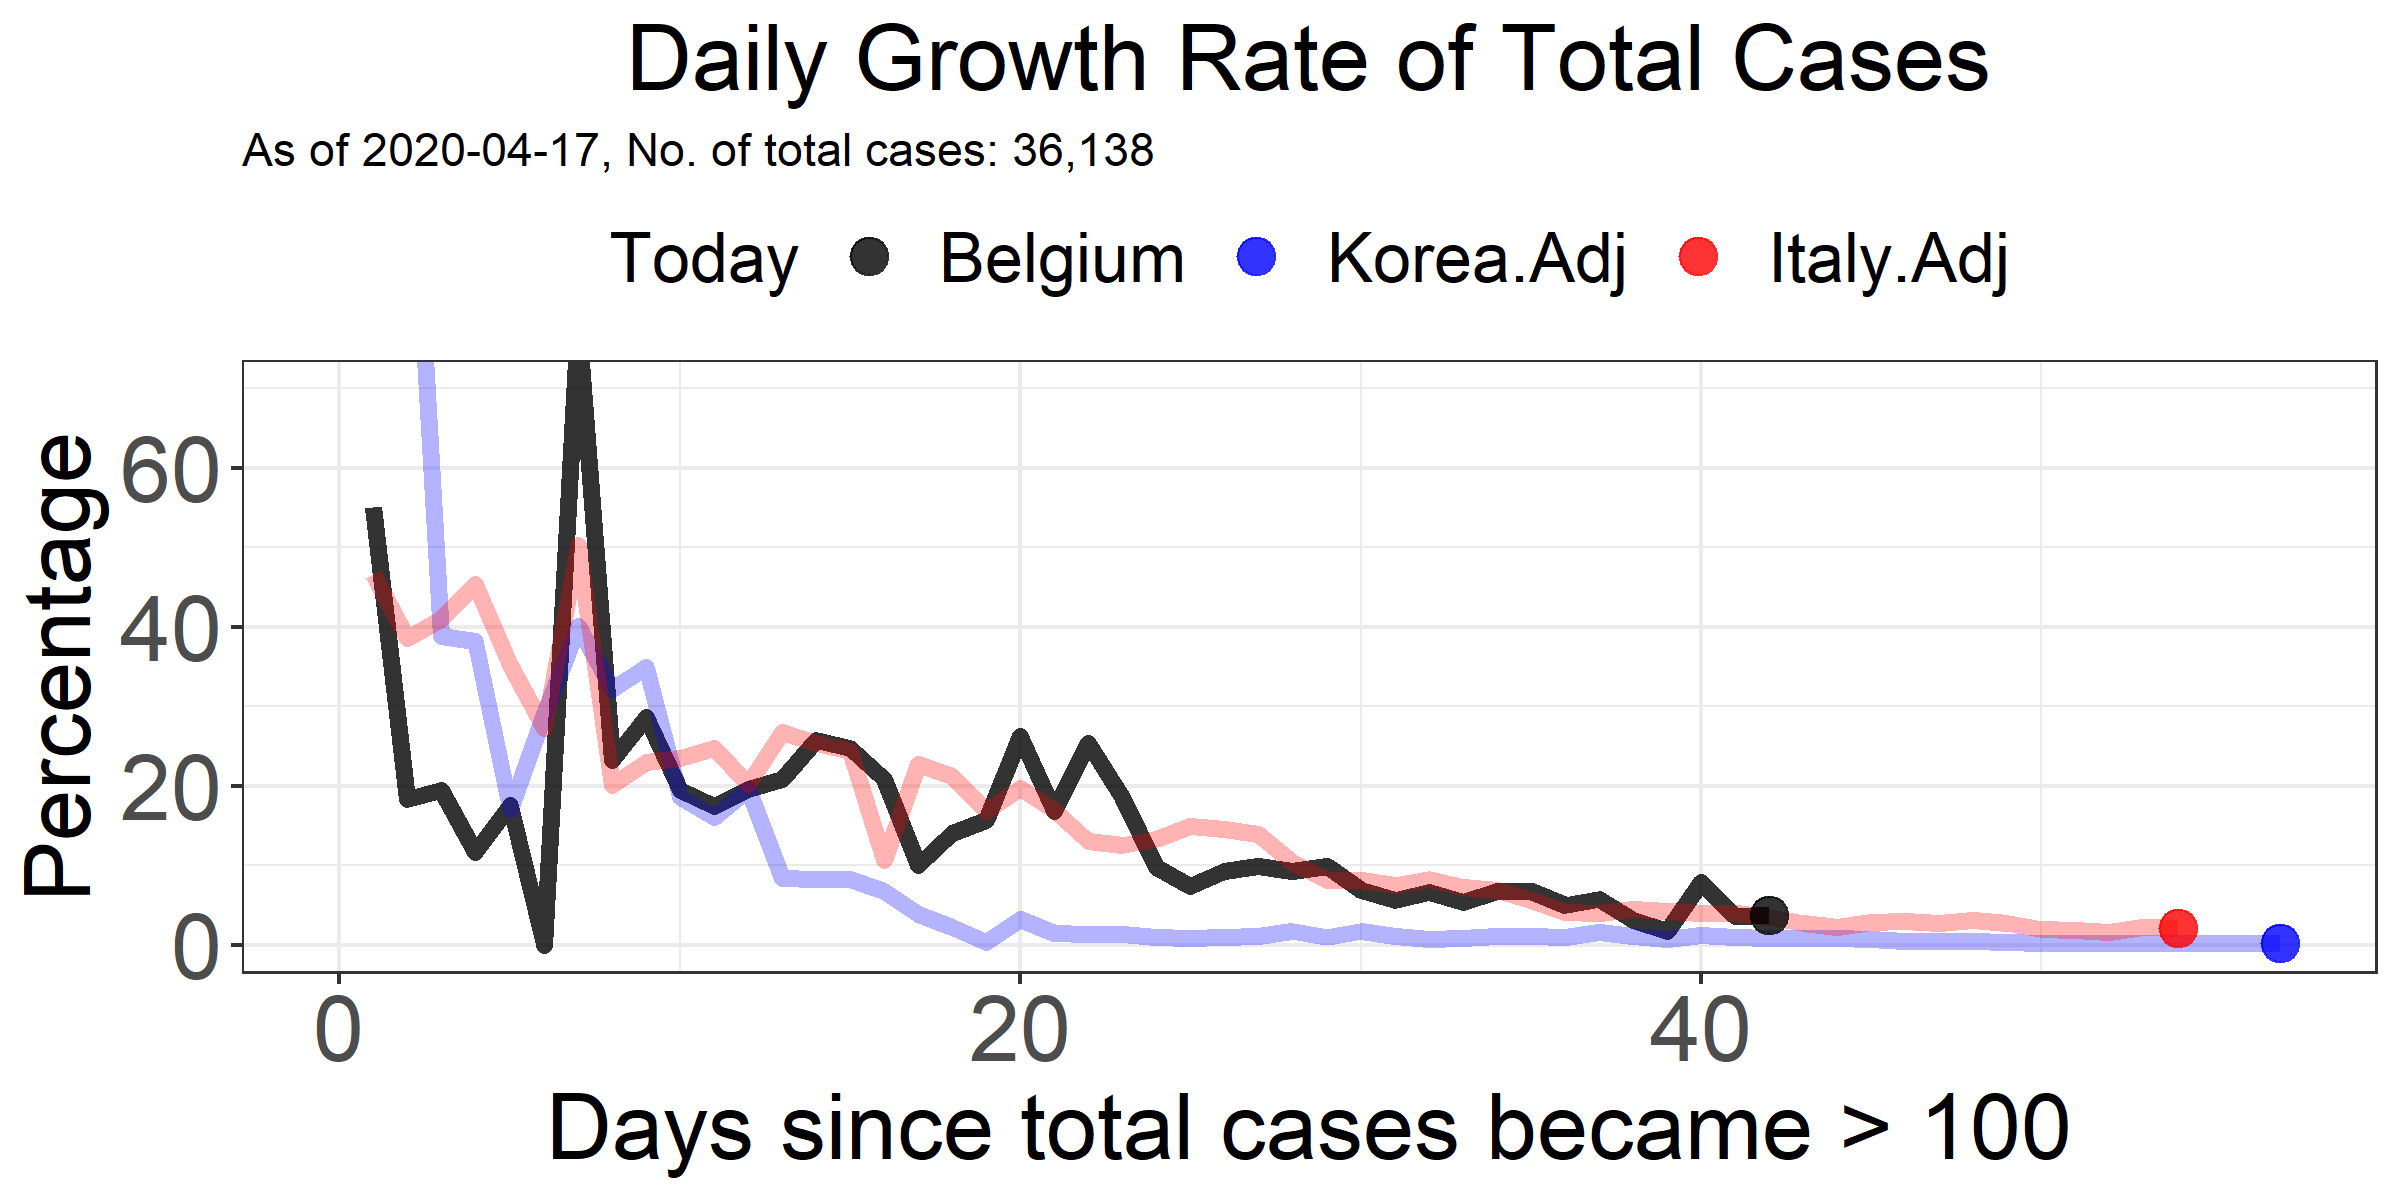 Daily Growth Rate of Total Cases
As of 2020-04-17, No. of total cases: 36,138
Today Belgium Korea.Adj Italy.Adj
Percentage
60
40
20
0
0 20 40
Days since total cases became > 100